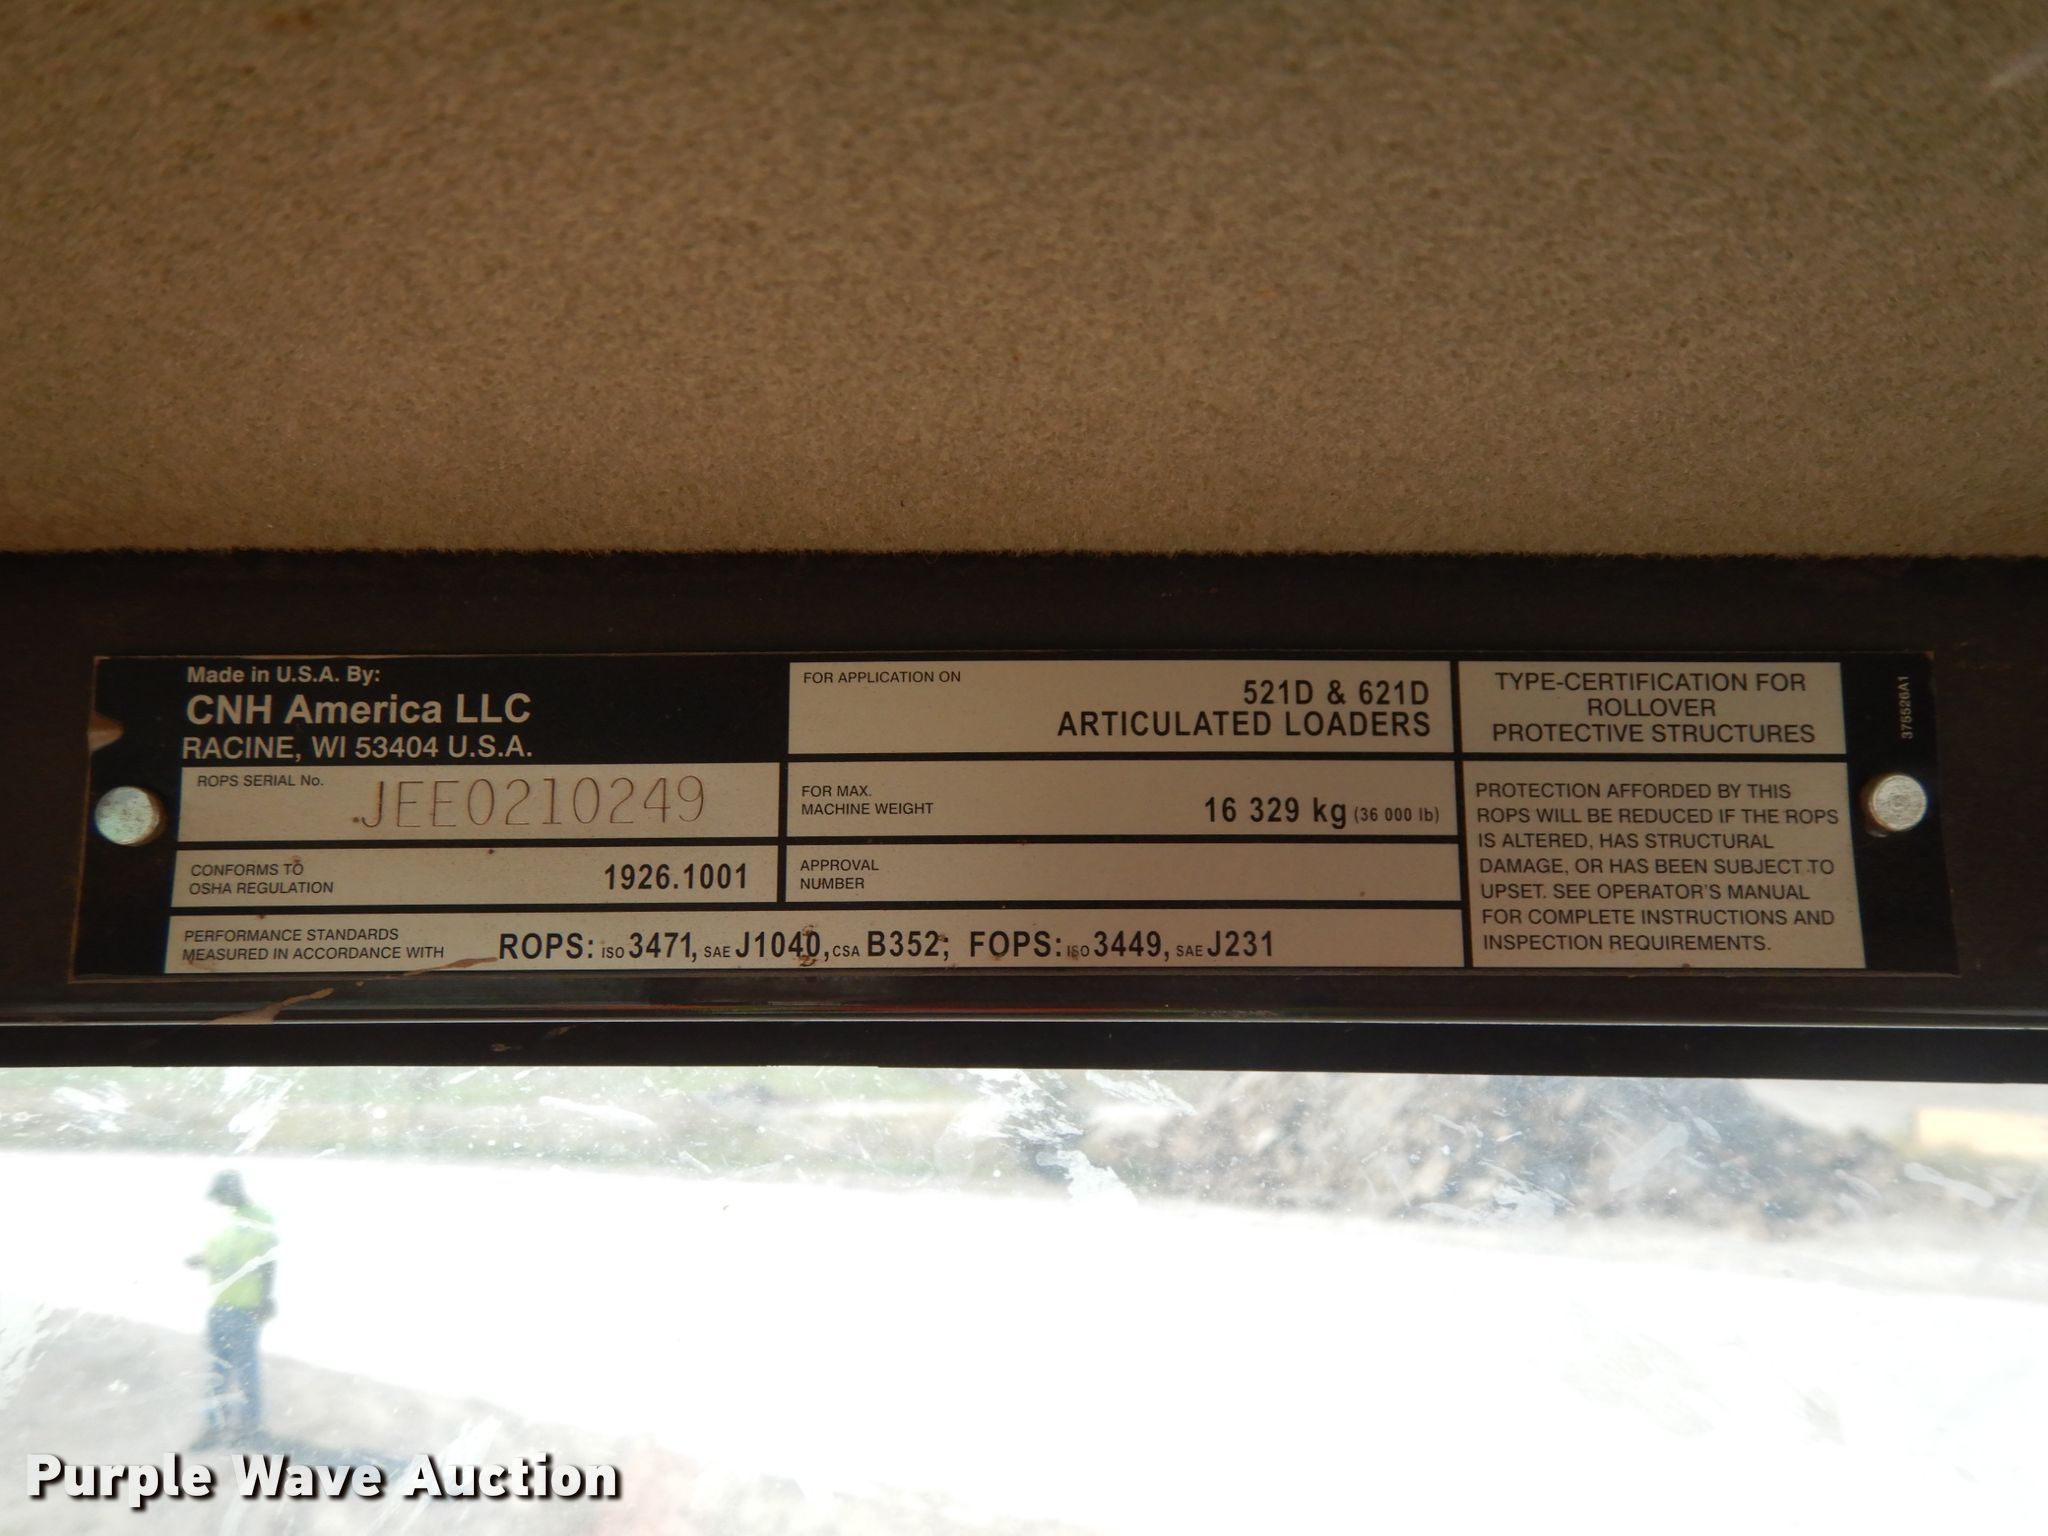 Made in U.S.A. By:
CNH America LLC
RACINE, WI 53404 U.S.A.
ROPS SERIAL No.
JEE0210249
CONFORMS TO
OSHA REGULATION
1926.1001
FOR APPLICATION ON
521D & 621D
ARTICULATED LOADERS
FOR MAX.
MACHINE WEIGHT
16 329 kg (36 000 lb)
APPROVAL
NUMBER
PERFORMANCE STANDARDS
MEASURED IN ACCORDANCE WITH
ROPS: ISO 3471, SAE J1040, CSA B352; FOPS: ISO 3449, SAE J231
TYPE-CERTIFICATION FOR
ROLLOVER
PROTECTIVE STRUCTURES
PROTECTION AFFORDED BY THIS
ROPS WILL BE REDUCED IF THE ROPS
IS ALTERED, HAS STRUCTURAL
DAMAGE, OR HAS BEEN SUBJECT TO
UPSET. SEE OPERATOR'S MANUAL
FOR COMPLETE INSTRUCTIONS AND
INSPECTION REQUIREMENTS.
375526A1
Purple Wave Auction